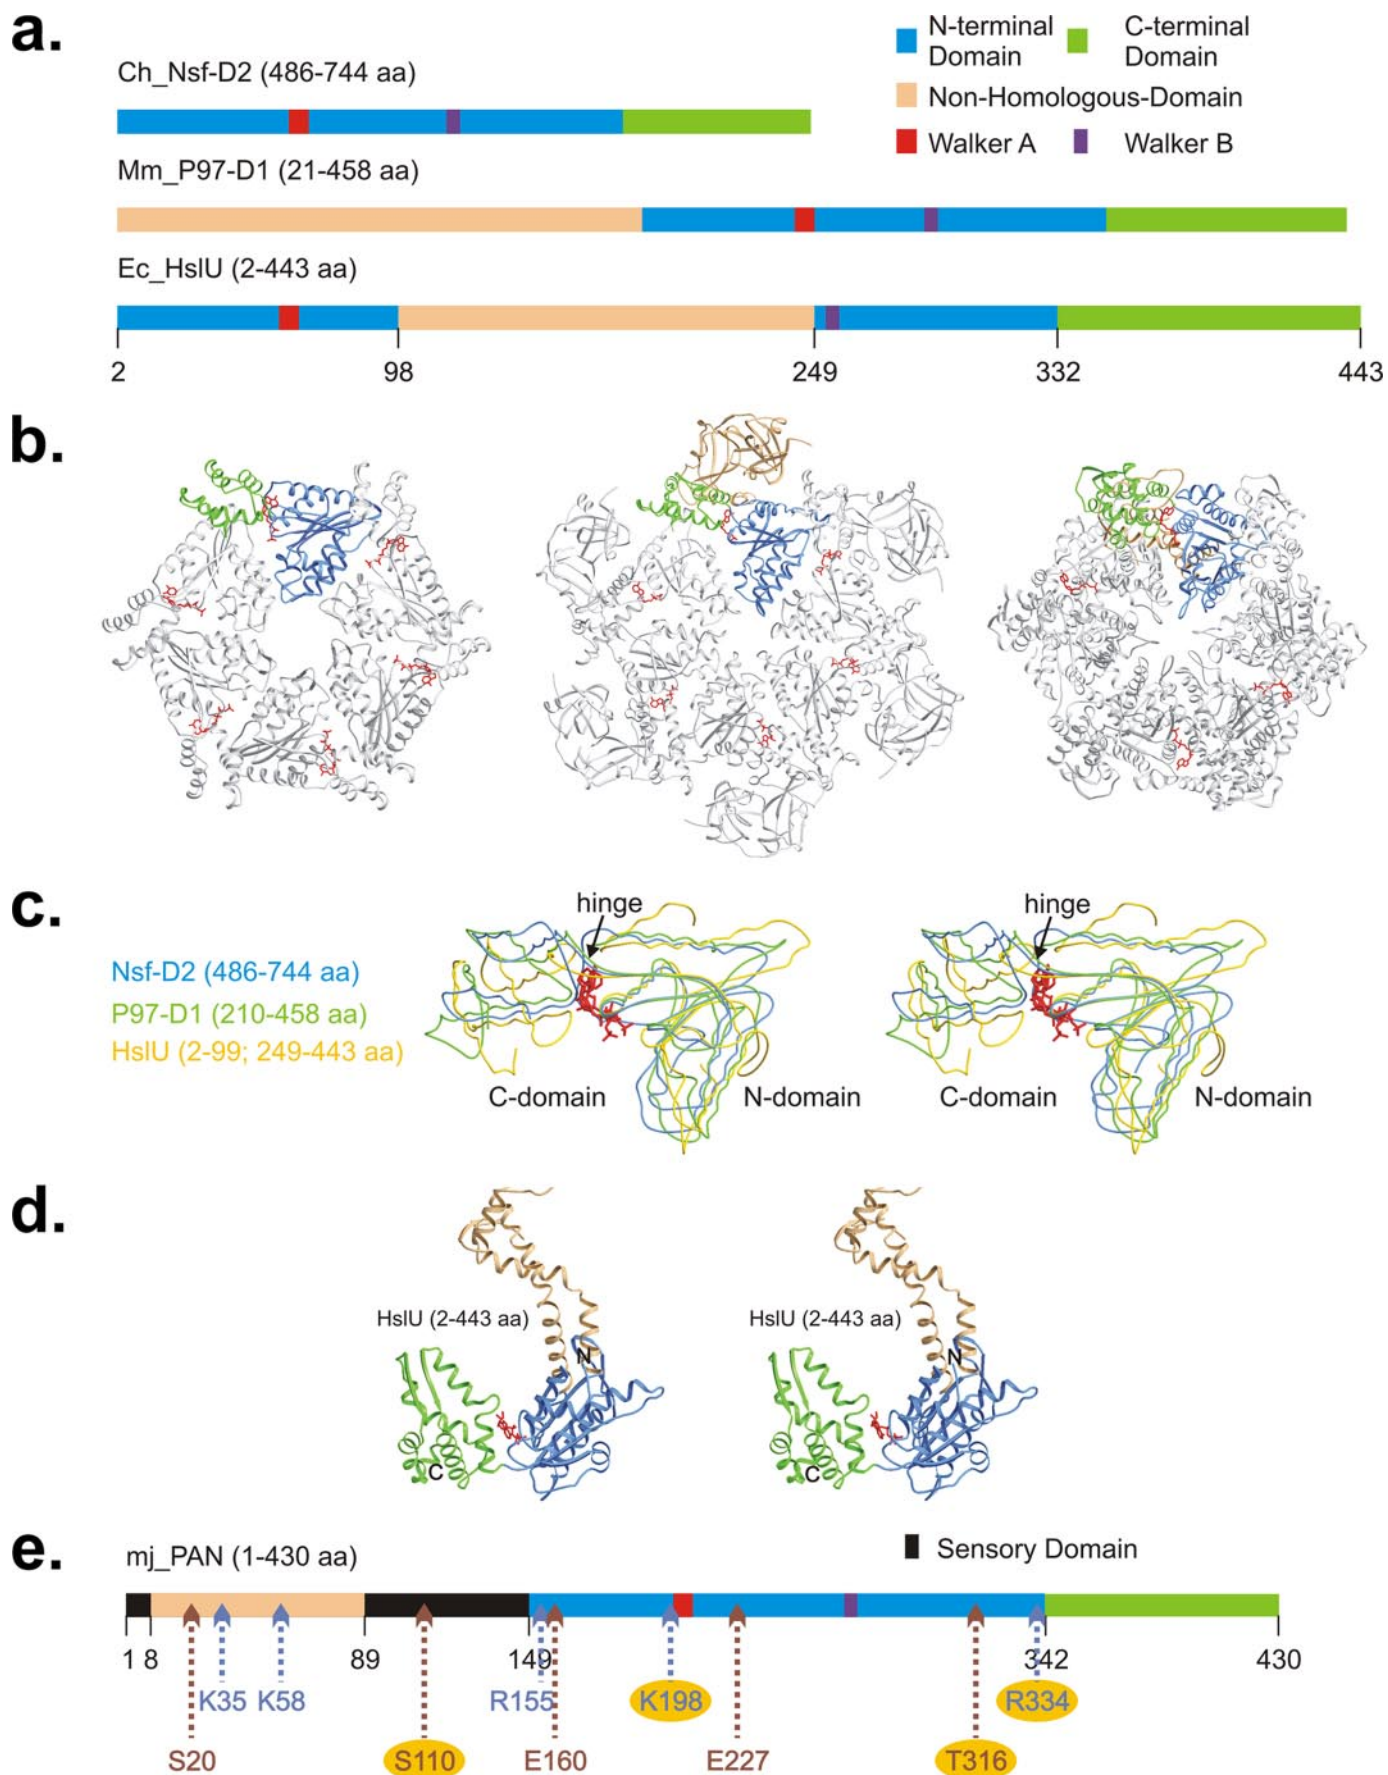 a.
Ch_Nsf-D2 (486-744 aa)
N-terminal
Domain
C-terminal
Domain
Non-Homologous-Domain
Walker A
Walker B
Mm_P97-D1 (21-458 aa)
Ec_HslU (2-443 aa)
2 98 249 332 443
b.
c.
hinge
hinge
Nsf-D2 (486-744 aa)
P97-D1 (210-458 aa)
HslU (2-99; 249-443 aa)
C-domain N-domain
C-domain N-domain
d.
HslU (2-443 aa)
HslU (2-443 aa)
N
N
C
C
e.
mj_PAN (1-430 aa)
Sensory Domain
1 8 89 149 342 430
K35 K58 R155 K198 R334
S20 S110 E160 E227 T316